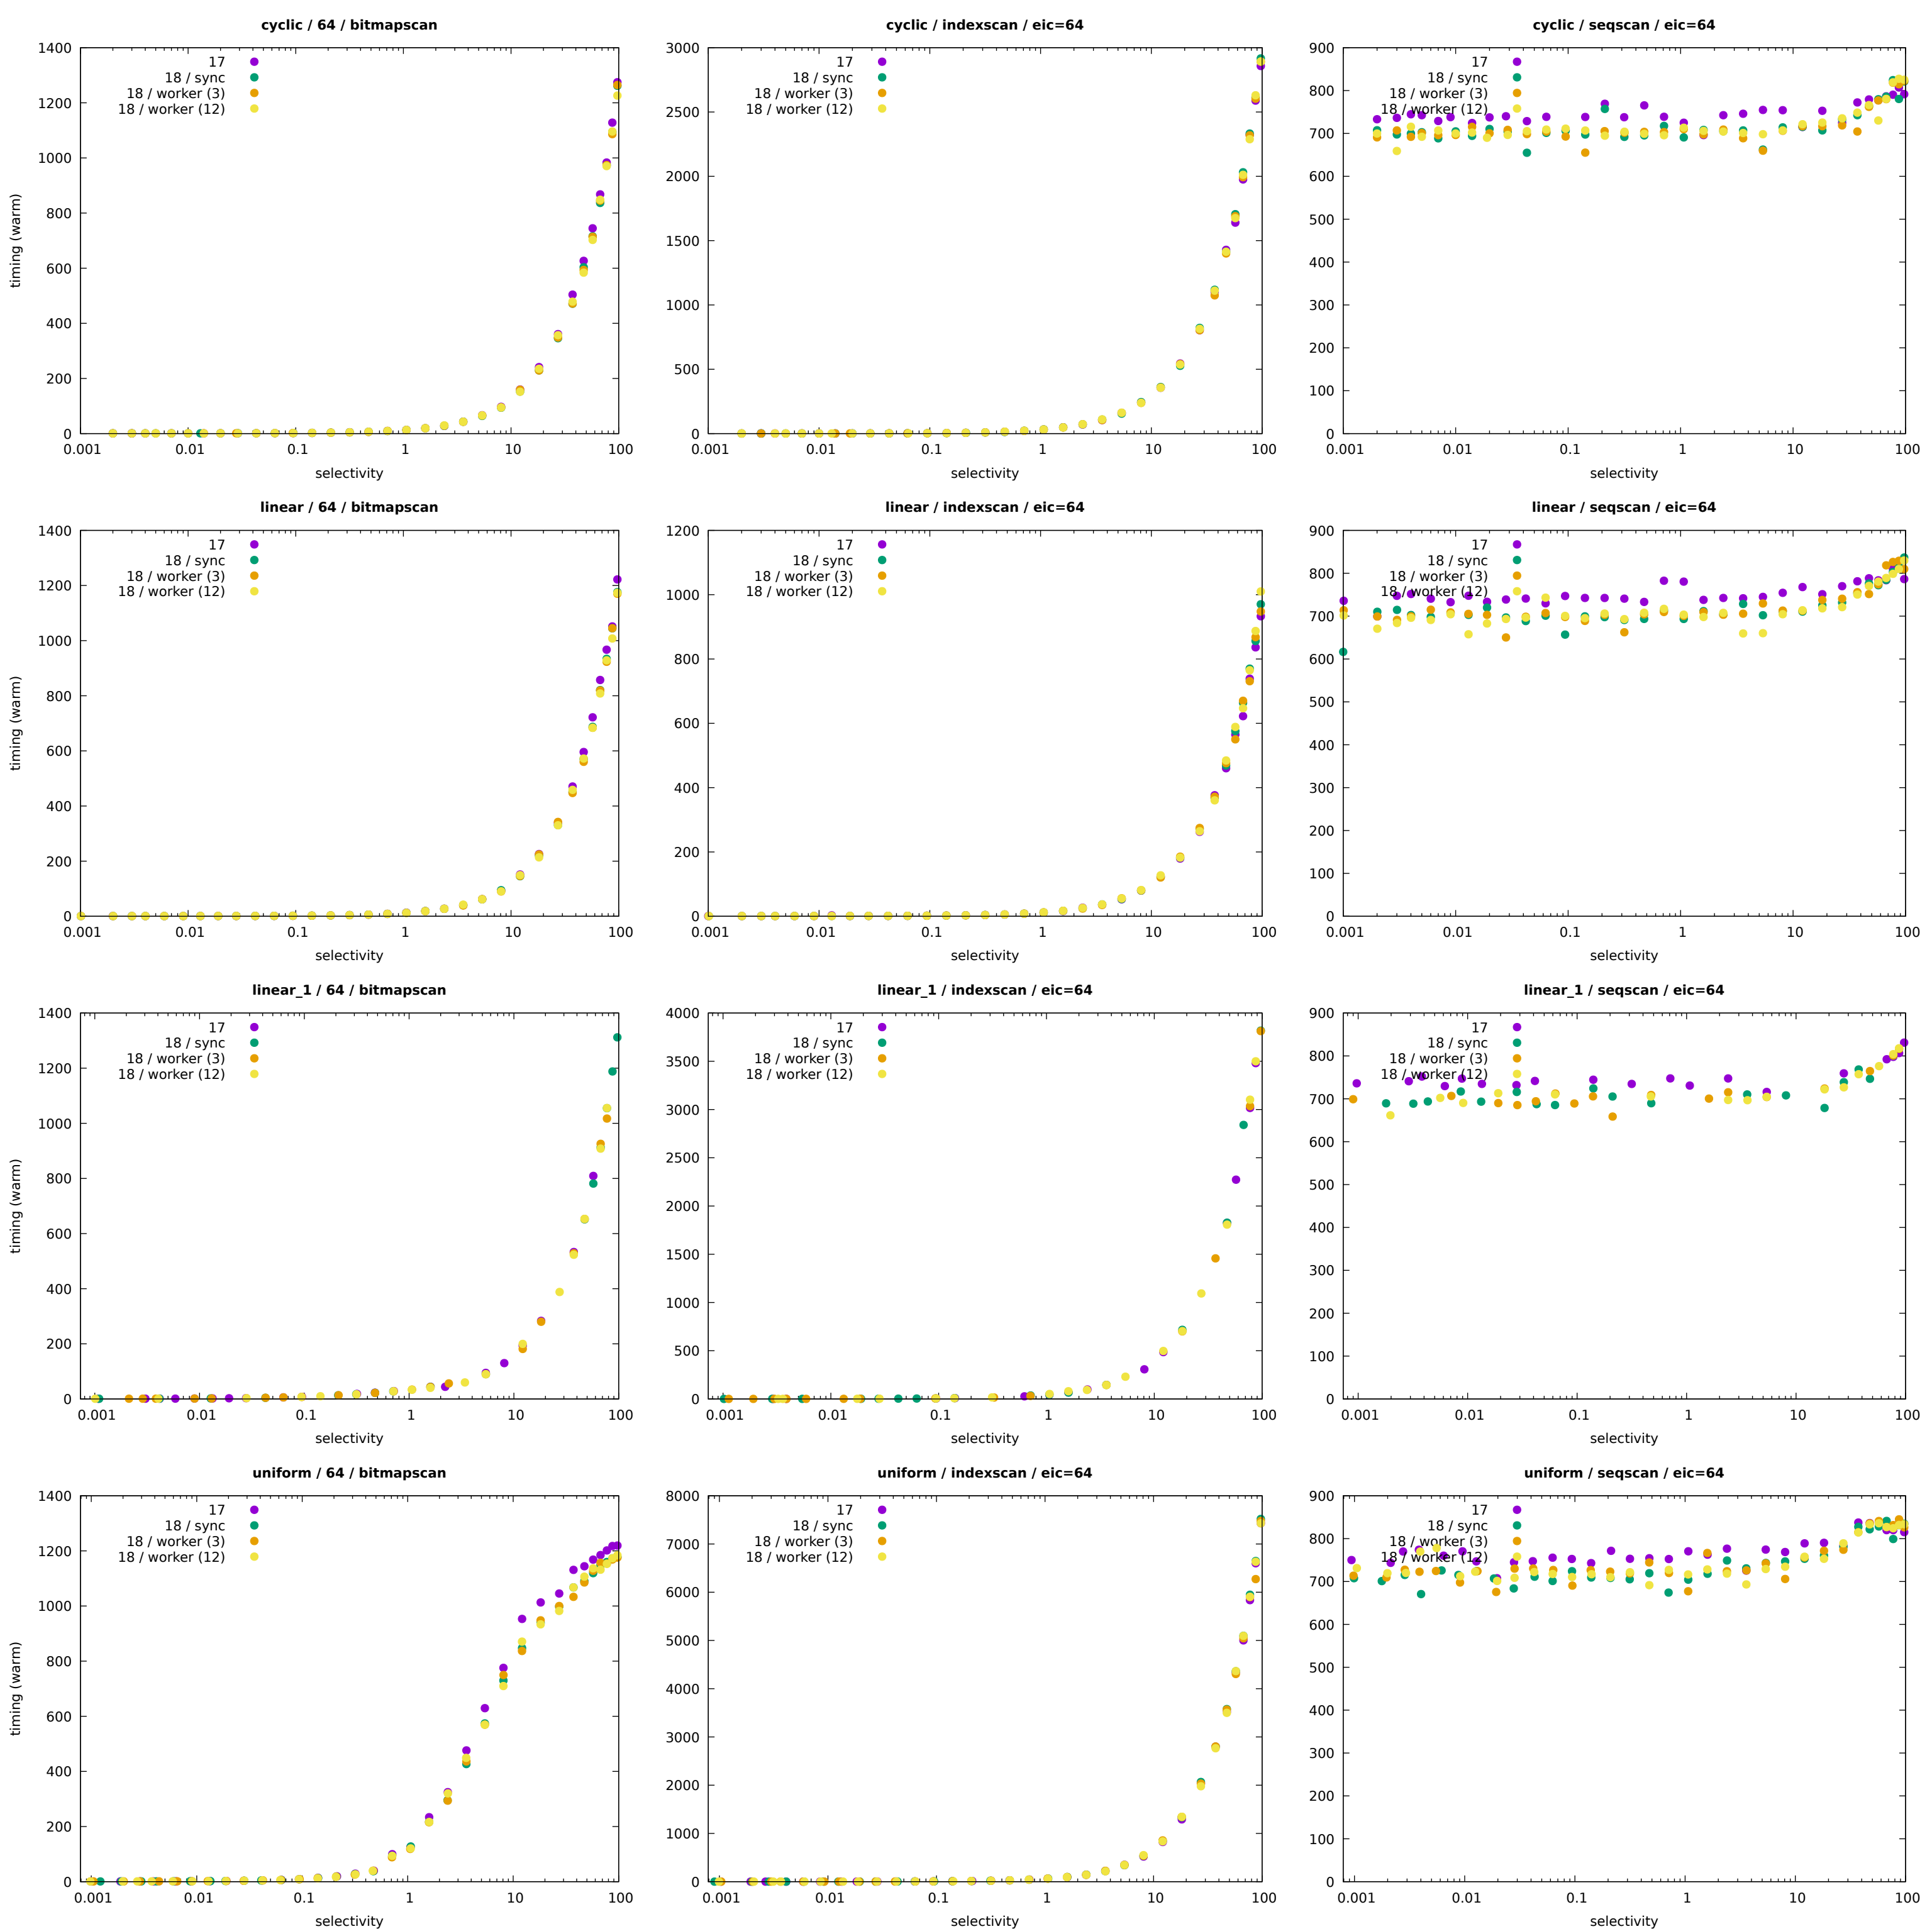 cyclic / 64 / bitmapscan
1400
1200
1000
800
600
400
200
0
timing (warm)
17
18 / sync
18 / worker (3)
18 / worker (12)
0.001 0.01 0.1 1 10 100
selectivity
cyclic / indexscan / eic=64
3000
2500
2000
1500
1000
500
0
17
18 / sync
18 / worker (3)
18 / worker (12)
0.001 0.01 0.1 1 10 100
selectivity
cyclic / seqscan / eic=64
900
800
700
600
500
400
300
200
100
0
17
18 / sync
18 / worker (3)
18 / worker (12)
0.001 0.01 0.1 1 10 100
selectivity
linear / 64 / bitmapscan
1400
1200
1000
800
600
400
200
0
timing (warm)
17
18 / sync
18 / worker (3)
18 / worker (12)
0.001 0.01 0.1 1 10 100
selectivity
linear / indexscan / eic=64
1200
1000
800
600
400
200
0
17
18 / sync
18 / worker (3)
18 / worker (12)
0.001 0.01 0.1 1 10 100
selectivity
linear / seqscan / eic=64
900
800
700
600
500
400
300
200
100
0
17
18 / sync
18 / worker (3)
18 / worker (12)
0.001 0.01 0.1 1 10 100
selectivity
linear_1 / 64 / bitmapscan
1400
1200
1000
800
600
400
200
0
timing (warm)
17
18 / sync
18 / worker (3)
18 / worker (12)
0.001 0.01 0.1 1 10 100
selectivity
linear_1 / indexscan / eic=64
4000
3500
3000
2500
2000
1500
1000
500
0
17
18 / sync
18 / worker (3)
18 / worker (12)
0.001 0.01 0.1 1 10 100
selectivity
linear_1 / seqscan / eic=64
900
800
700
600
500
400
300
200
100
0
17
18 / sync
18 / worker (3)
18 / worker (12)
0.001 0.01 0.1 1 10 100
selectivity
uniform / 64 / bitmapscan
1400
1200
1000
800
600
400
200
0
timing (warm)
17
18 / sync
18 / worker (3)
18 / worker (12)
0.001 0.01 0.1 1 10 100
selectivity
uniform / indexscan / eic=64
8000
7000
6000
5000
4000
3000
2000
1000
0
17
18 / sync
18 / worker (3)
18 / worker (12)
0.001 0.01 0.1 1 10 100
selectivity
uniform / seqscan / eic=64
900
800
700
600
500
400
300
200
100
0
17
18 / sync
18 / worker (3)
18 / worker (12)
0.001 0.01 0.1 1 10 100
selectivity